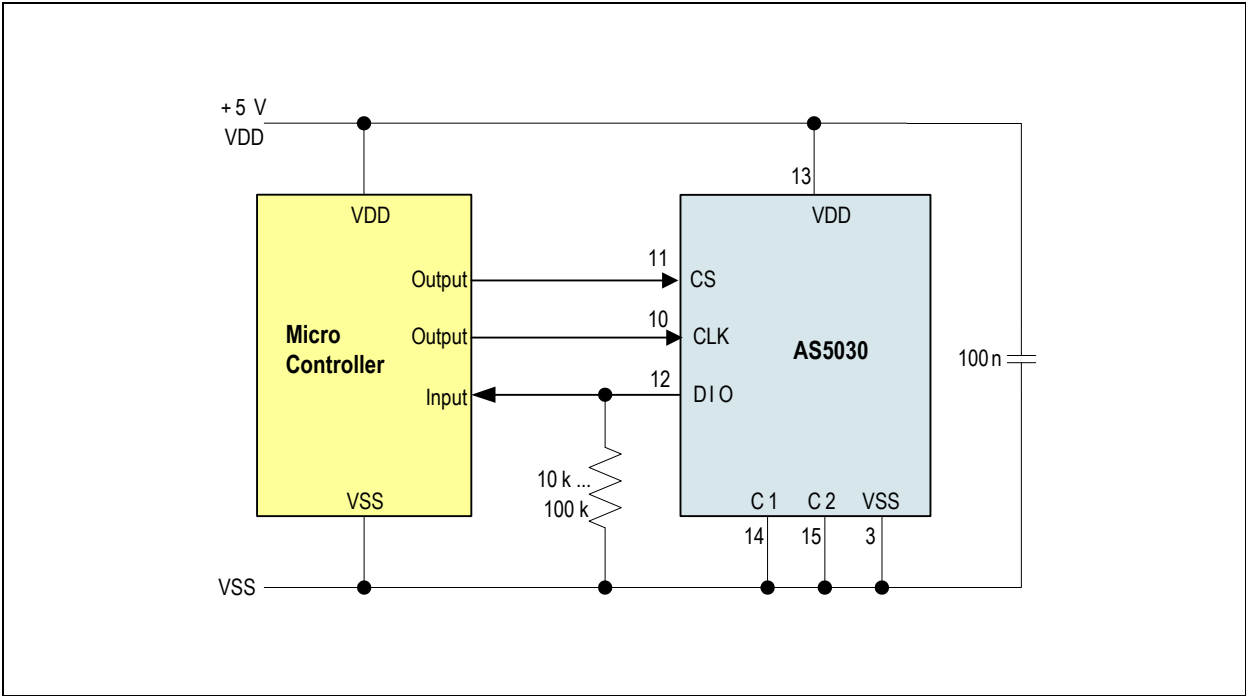 +5 V
VDD
13
VDD
VDD
11
Output
CS
10
Output
CLK
Micro
Controller
AS5030
100n
12
Input
DIO
10 k ...
100 k
VSS
C1
C2
VSS
14
15
3
VSS